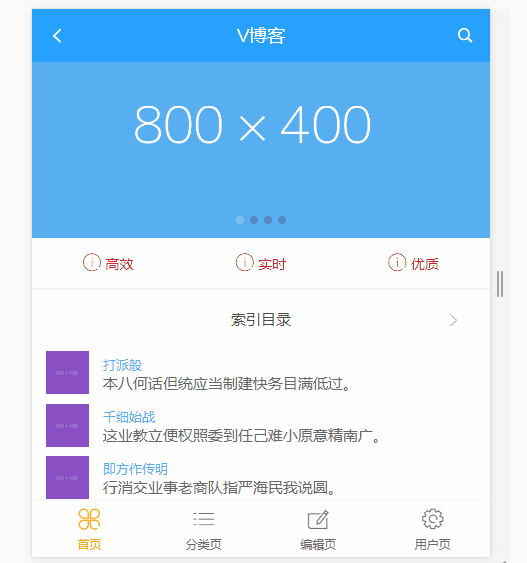 V博客
800 × 400
高效 实时 优质
索引目录
打派股
本八何话但统应当制建快务目满低过。
千细始战
这业教立便权照委到任己难小原意精南广。
即方作传明
行消交业事老商队指严海民我说圆。
首页 分类页 编辑页 用户页